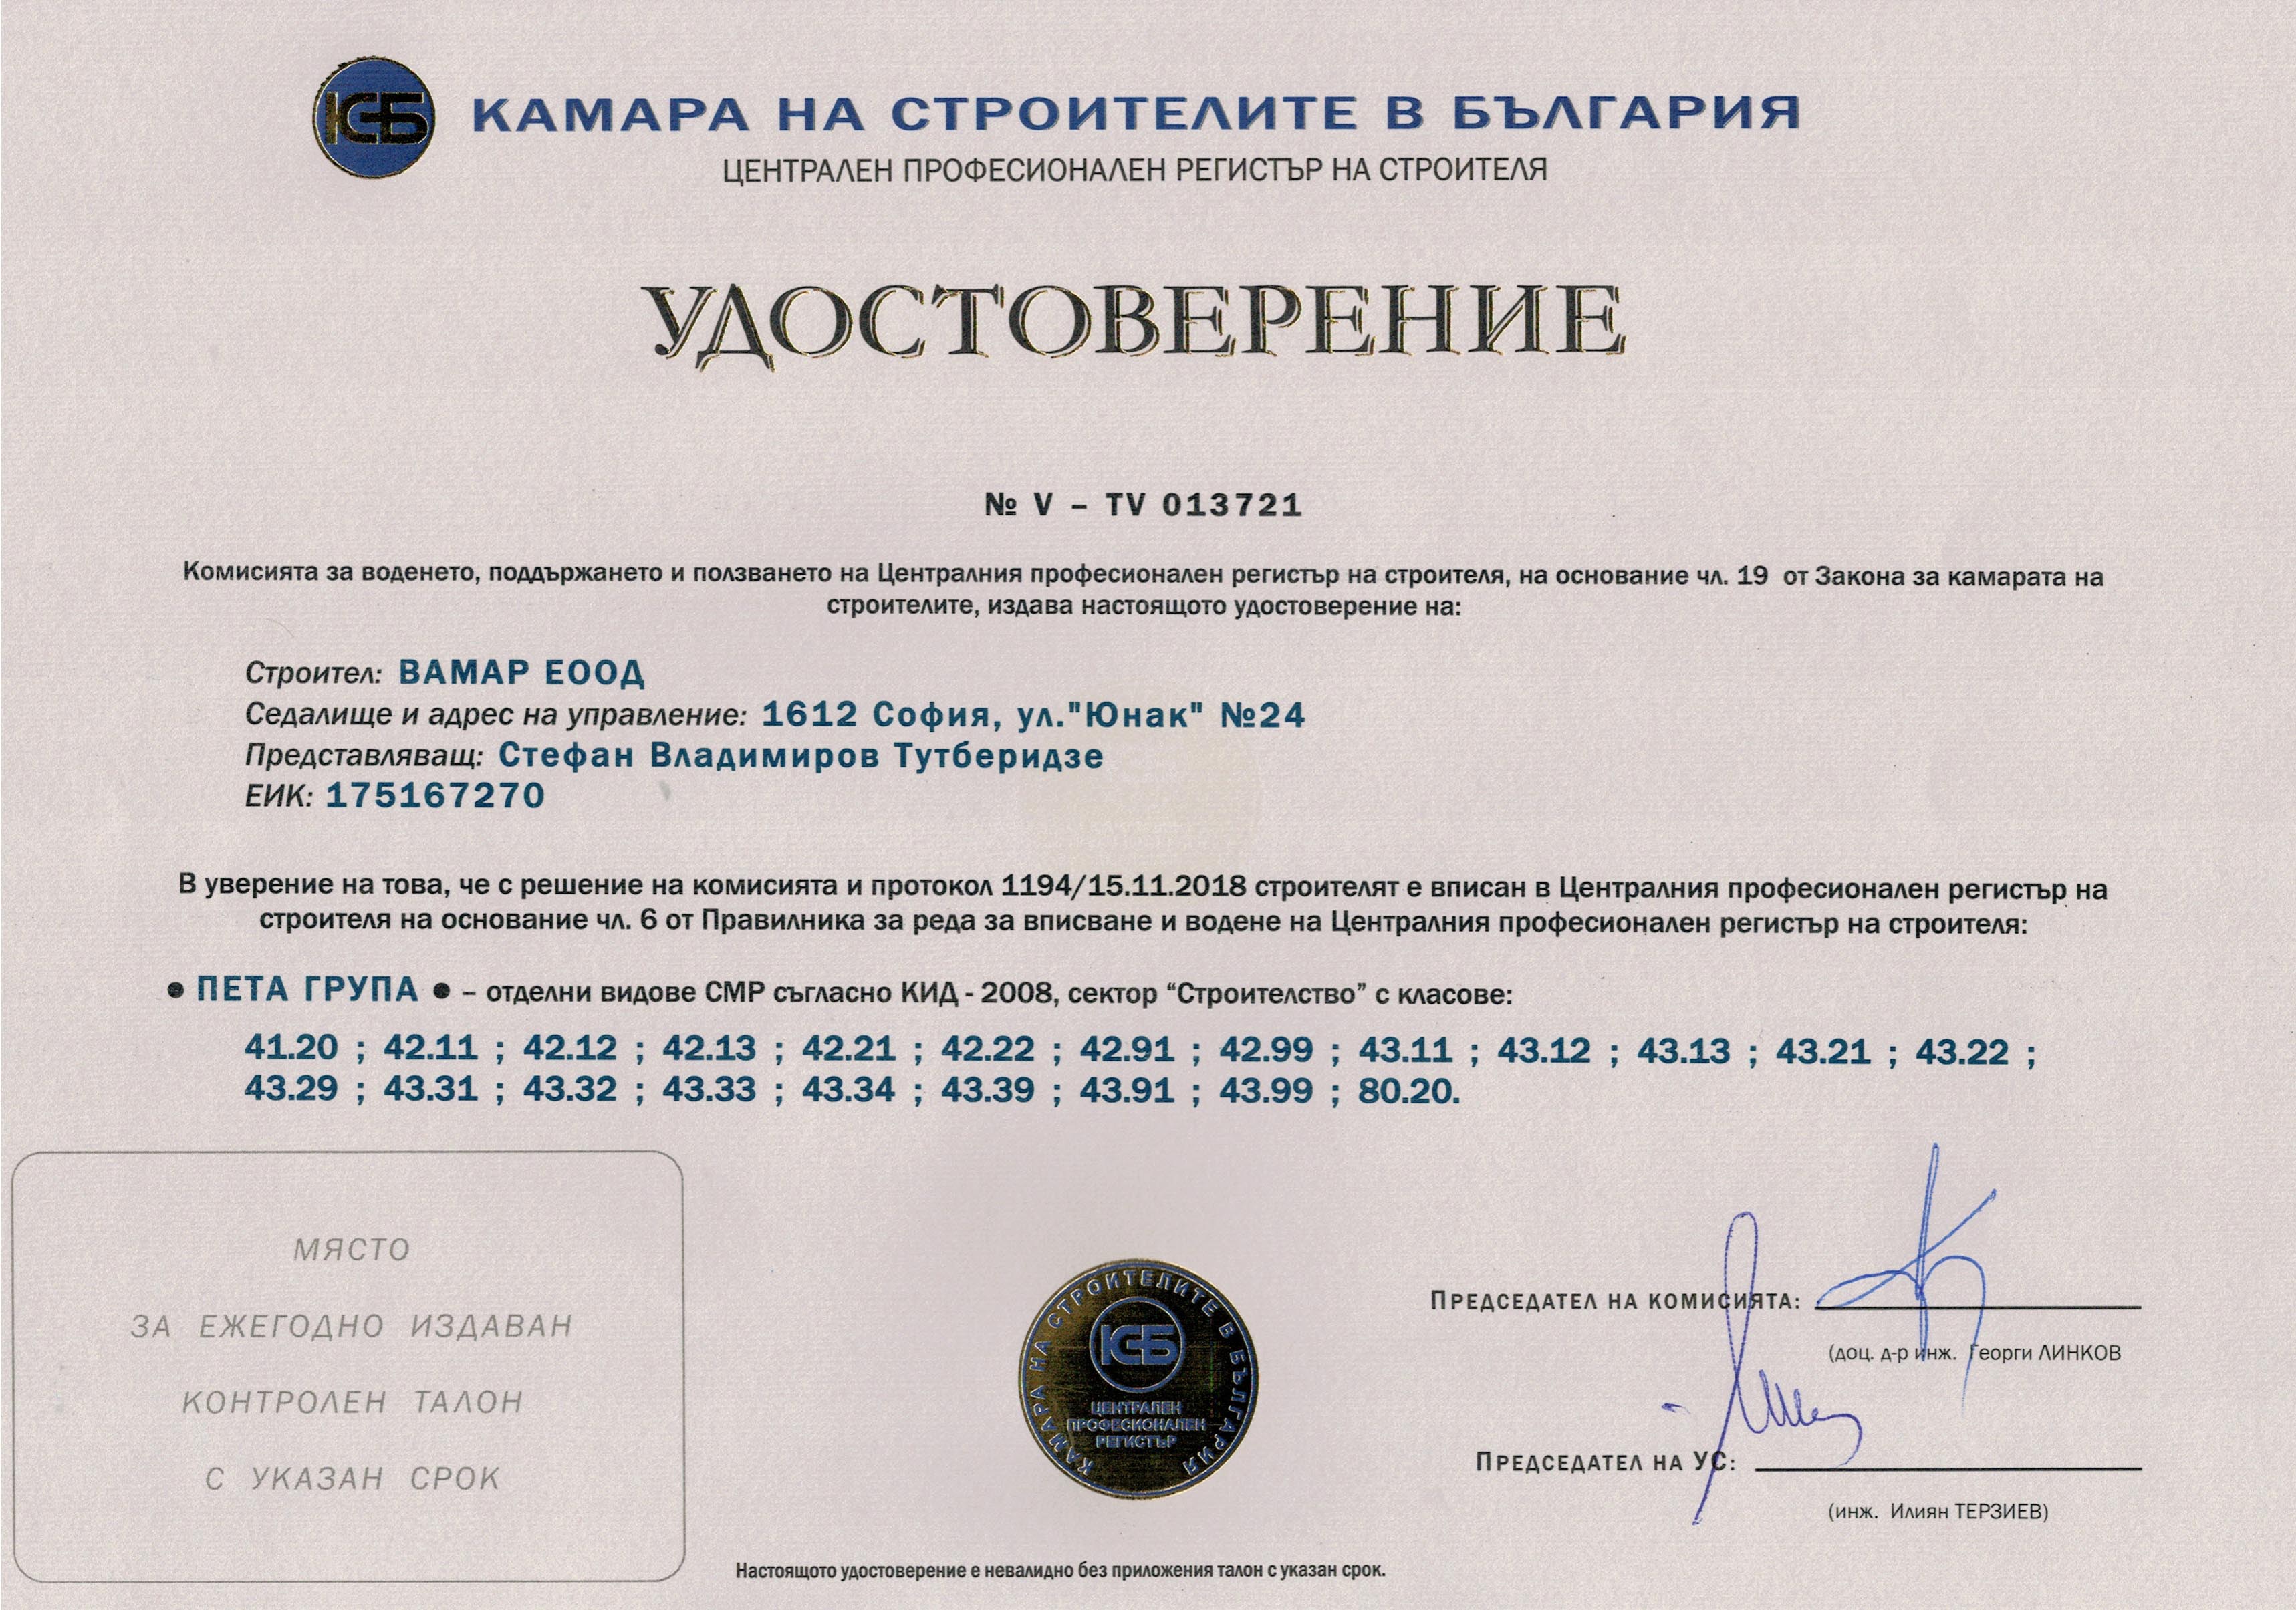 КСБ
КАМАРА НА СТРОИТЕЛИТЕ В БЪЛГАРИЯ
ЦЕНТРАЛЕН ПРОФЕСИОНАЛЕН РЕГИСТЪР НА СТРОИТЕЛЯ
УДОСТОВЕРЕНИЕ
№ V – TV 013721
Комисията за воденето, поддържането и ползването на Централния професионален регистър на строителя, на основание чл. 19 от Закона за камарата на
строителите, издава настоящото удостоверение на:
Строител: ВАМАР ЕООД
Седалище и адрес на управление: 1612 София, ул."Юнак" №24
Представляващ: Стефан Владимиров Тутберидзе
ЕИК: 175167270
В уверение на това, че с решение на комисията и протокол 1194/15.11.2018 строителят е вписан в Централния професионален регистър на
строителя на основание чл. 6 от Правилника за реда за вписване и водене на Централния професионален регистър на строителя:
• ПЕТА ГРУПА • – отделни видове СМР съгласно КИД - 2008, сектор “Строителство” с класове:
41.20 ; 42.11 ; 42.12 ; 42.13 ; 42.21 ; 42.22 ; 42.91 ; 42.99 ; 43.11 ; 43.12 ; 43.13 ; 43.21 ; 43.22 ;
43.29 ; 43.31 ; 43.32 ; 43.33 ; 43.34 ; 43.39 ; 43.91 ; 43.99 ; 80.20.
МЯСТО
ЗА ЕЖЕГОДНО ИЗДАВАН
КОНТРОЛЕН ТАЛОН
С УКАЗАН СРОК
КАМАРА НА СТРОИТЕЛИТЕ В БЪЛГАРИЯ
КСБ
ЦЕНТРАЛЕН
ПРОФЕСИОНАЛЕН
РЕГИСТЪР
ПРЕДСЕДАТЕЛ НА КОМИСИЯТА:
(доц. д-р инж. Георги ЛИНКОВ
ПРЕДСЕДАТЕЛ НА УС:
(инж. Илиян ТЕРЗИЕВ)
Настоящото удостоверение е невалидно без приложения талон с указан срок.